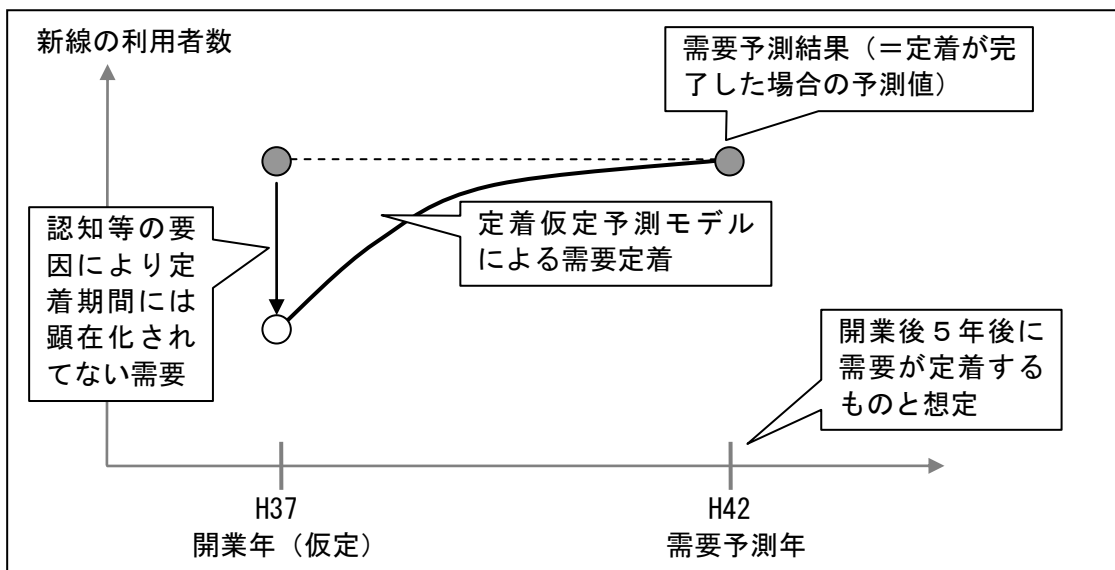 新線の利用者数
需要予測結果（＝定着が完
了した場合の予測値）
認知等の要
因により定
着期間には
顕在化され
てない需要
定着仮定予測モデル
による需要定着
開業後５年後に
需要が定着する
ものと想定
H37
開業年（仮定）
H42
需要予測年